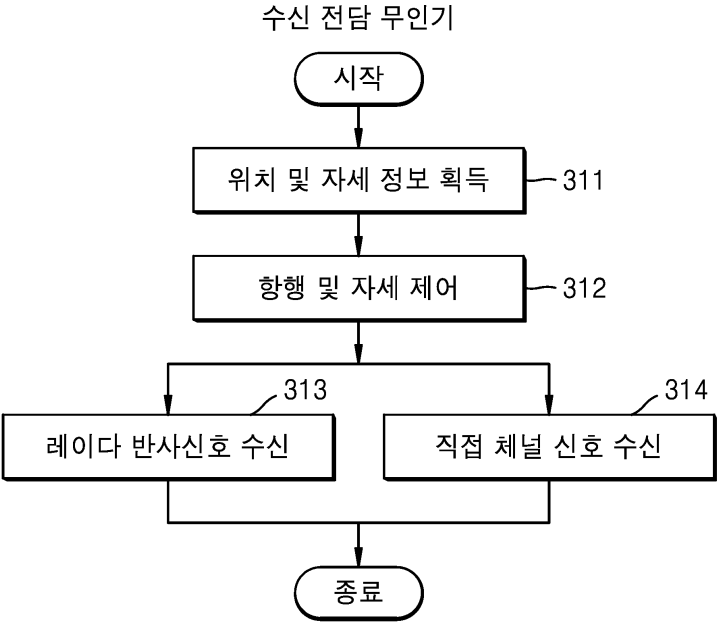 수신 전담 무인기
시작
위치 및 자세 정보 획득
311
항행 및 자세 제어
312
313
314
레이다 반사신호 수신
직접 체널 신호 수신
종료